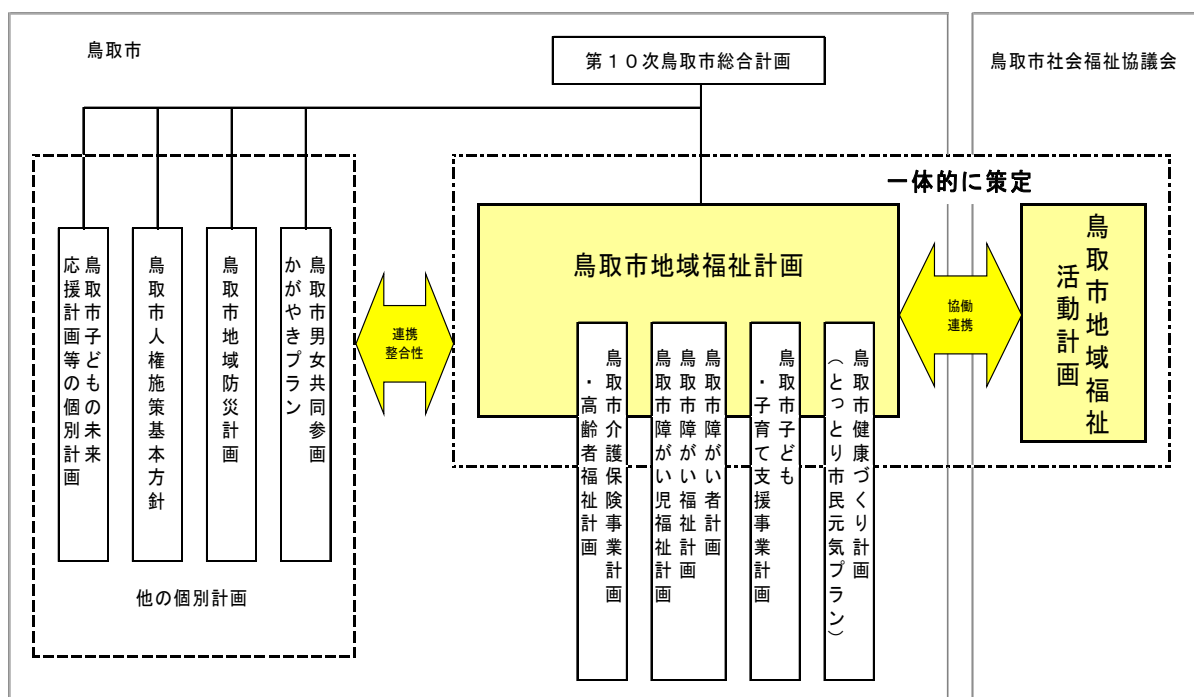 鳥取市
第１０次鳥取市総合計画
鳥取市社会福祉協議会
一体的に策定
鳥取市子どもの未来
応援計画等の個別計画
鳥取市人権施策基本方針
鳥取市地域防災計画
鳥取市男女共同参画
かがやきプラン
他の個別計画
連携
整合性
鳥取市地域福祉計画
鳥取市介護保険事業計画
・高齢者福祉計画
鳥取市障がい者計画
鳥取市障がい福祉計画
鳥取市障がい児福祉計画
鳥取市子ども
・子育て支援事業計画
鳥取市健康づくり計画
（とっとり市民元気プラン）
協働
連携
鳥取市地域福祉
活動計画